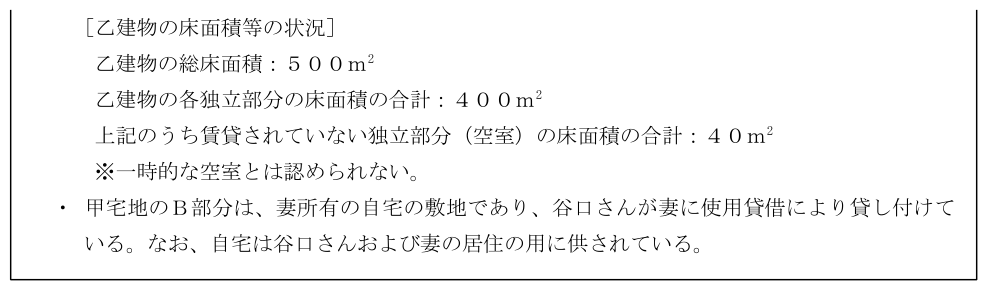 ［乙建物の床面積等の状況］
乙建物の総床面積：５００ｍ²
乙建物の各独立部分の床面積の合計：４００ｍ²
上記のうち賃貸されていない独立部分（空室）の床面積の合計：４０ｍ²
※一時的な空室とは認められない。
・ 甲宅地のＢ部分は、妻所有の自宅の敷地であり、谷口さんが妻に使用貸借により貸し付けて
いる。なお、自宅は谷口さんおよび妻の居住の用に供されている。